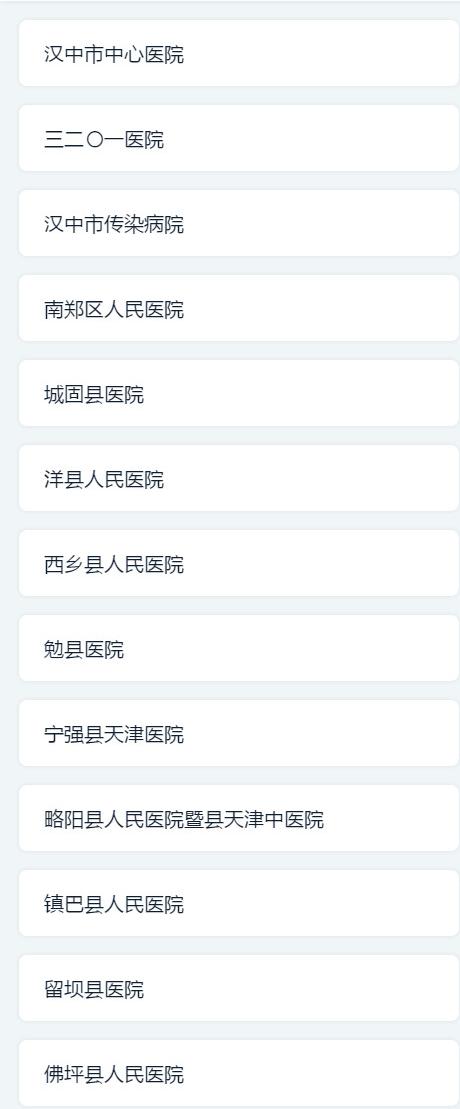 汉中市中心医院
三二〇一医院
汉中市传染病院
南郑区人民医院
城固县医院
洋县人民医院
西乡县人民医院
勉县医院
宁强县天津医院
略阳县人民医院暨县天津中医院
镇巴县人民医院
留坝县医院
佛坪县人民医院